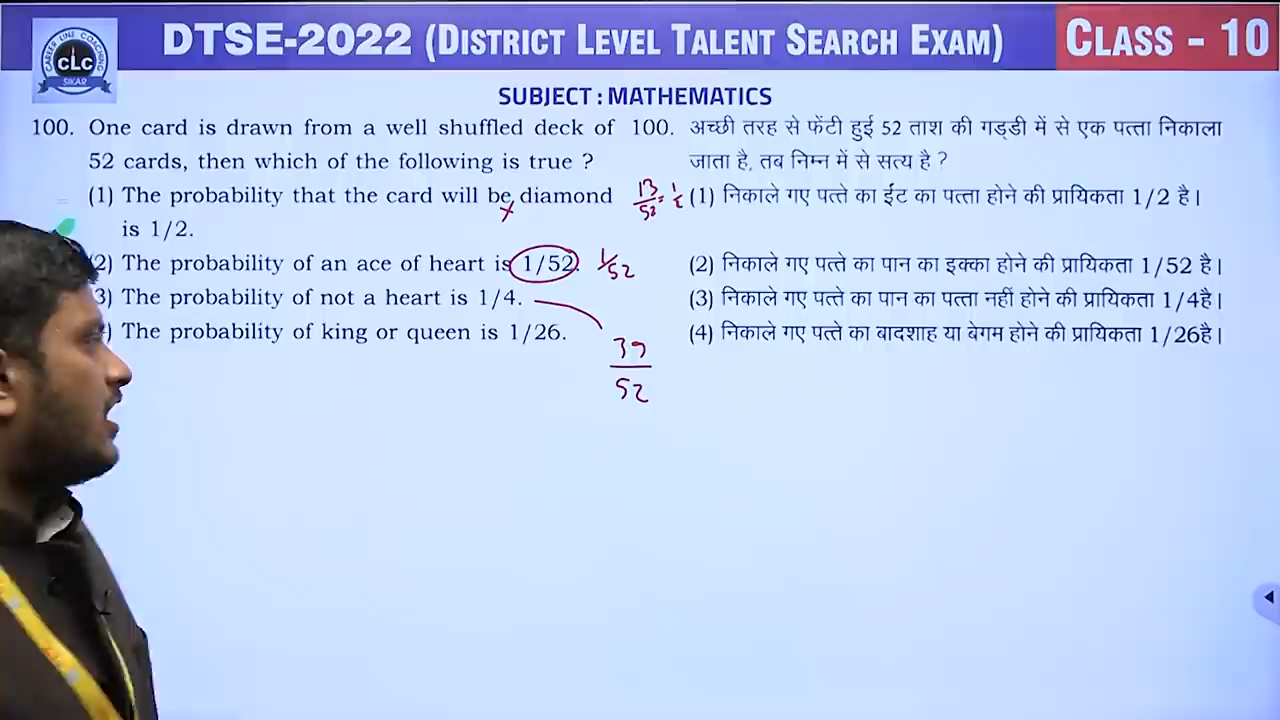 CAREER LINE COACHING
CLC
SIKAR
DTSE-2022 (DISTRICT LEVEL TALENT SEARCH EXAM)
CLASS - 10
SUBJECT : MATHEMATICS
100. One card is drawn from a well shuffled deck of
52 cards, then which of the following is true ?
(1) The probability that the card will be diamond
is 1/2.
2) The probability of an ace of heart is 1/52.
3) The probability of not a heart is 1/4.
) The probability of king or queen is 1/26.
13/52 =
1/52
39/52
100. अच्छी तरह से फेंटी हुई 52 ताश की गड्डी में से एक पत्ता निकाला
जाता है, तब निम्न में से सत्य है ?
(1) निकाले गए पत्ते का ईंट का पत्ता होने की प्रायिकता 1/2 है।
(2) निकाले गए पत्ते का पान का इक्का होने की प्रायिकता 1/52 है।
(3) निकाले गए पत्ते का पान का पत्ता नहीं होने की प्रायिकता 1/4है।
(4) निकाले गए पत्ते का बादशाह या बेगम होने की प्रायिकता 1/26है।